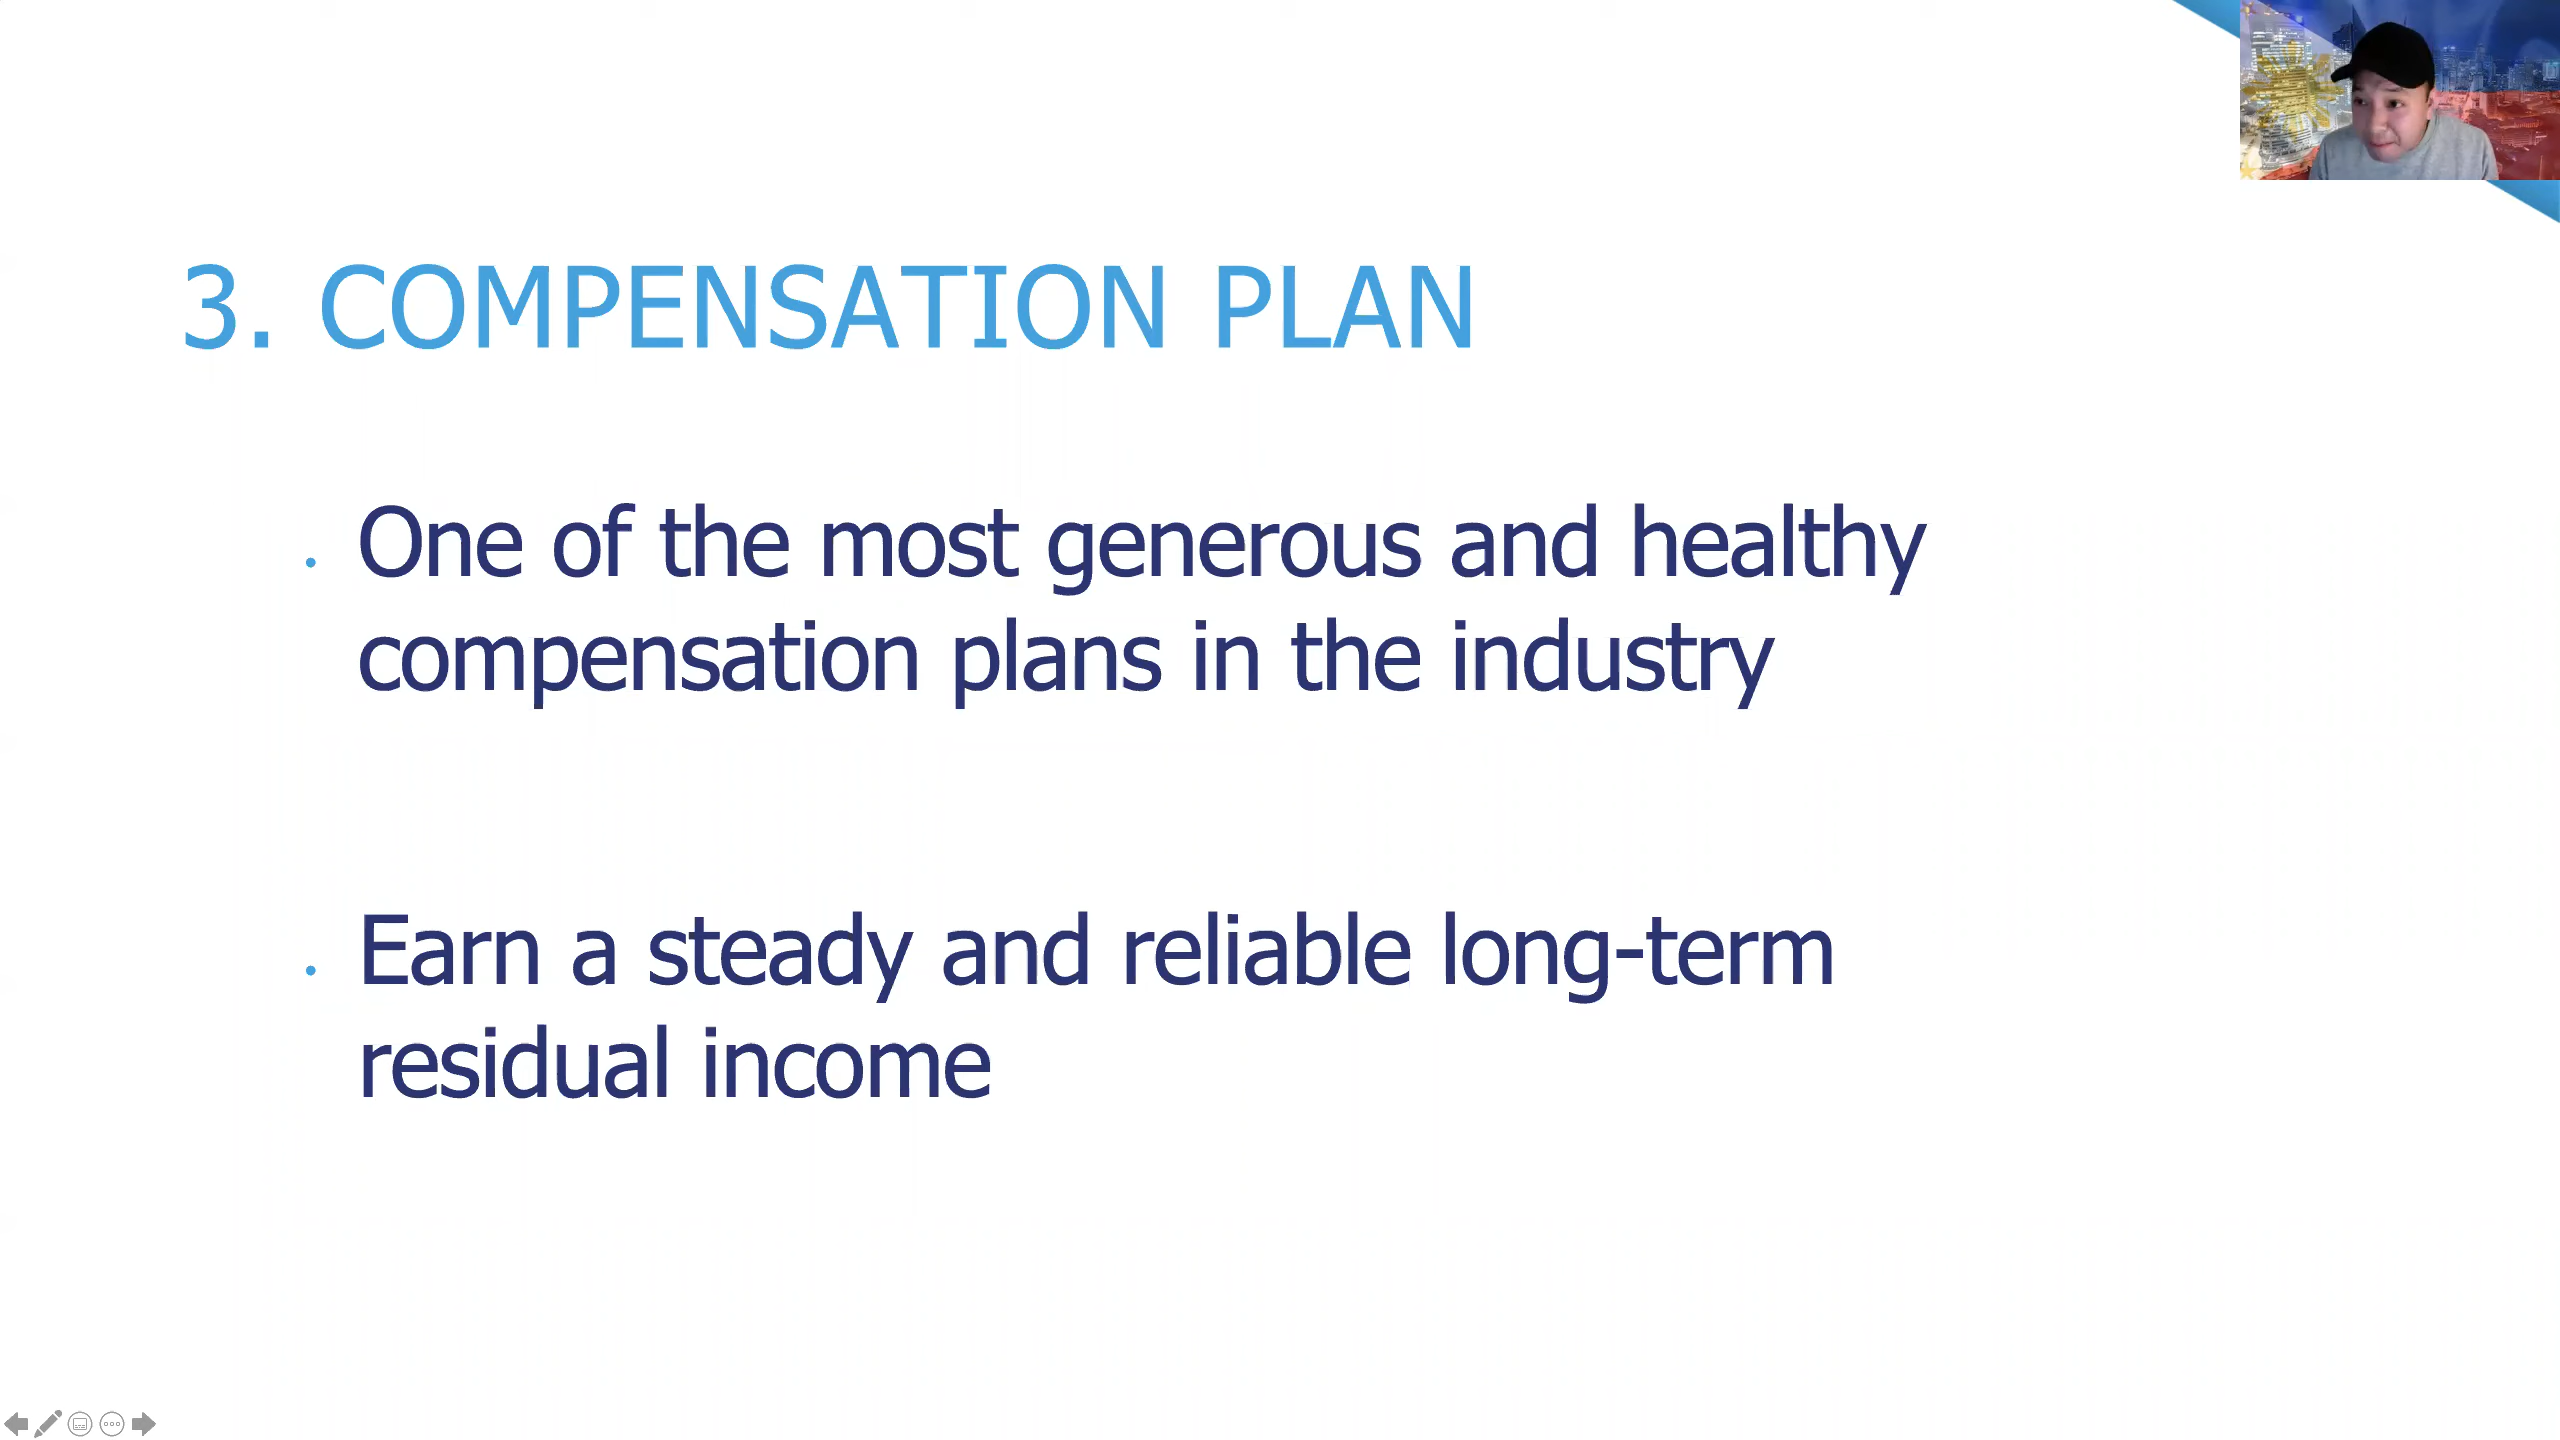 3. COMPENSATION PLAN
• One of the most generous and healthy
compensation plans in the industry
• Earn a steady and reliable long-term
residual income